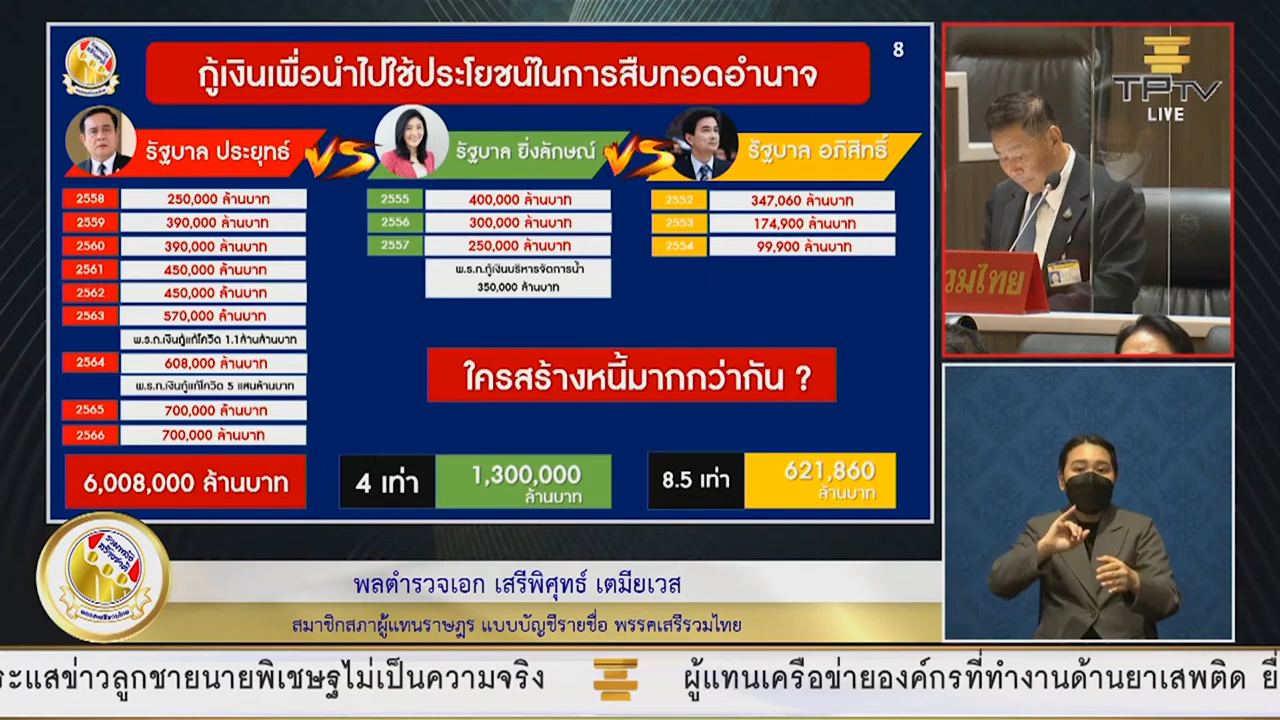 8
กู้เงินเพื่อนำไปใช้ประโยชน์ในการสืบทอดอำนาจ
TPTV
LIVE
รัฐบาล ประยุทธ์
VS
รัฐบาล ยิ่งลักษณ์
VS
รัฐบาล อภิสิทธิ์
2558 250,000 ล้านบาท
2559 390,000 ล้านบาท
2560 390,000 ล้านบาท
2561 450,000 ล้านบาท
2562 450,000 ล้านบาท
2563 570,000 ล้านบาท
พ.ร.ก.เงินกู้แก้โควิด 1.1ล้านล้านบาท
2564 608,000 ล้านบาท
พ.ร.ก.เงินกู้แก้โควิด 5 แสนล้านบาท
2565 700,000 ล้านบาท
2566 700,000 ล้านบาท
6,008,000 ล้านบาท
2555 400,000 ล้านบาท
2556 300,000 ล้านบาท
2557 250,000 ล้านบาท
พ.ร.ก.กู้เงินบริหารจัดการน้ำ
350,000 ล้านบาท
2552 347,060 ล้านบาท
2553 174,900 ล้านบาท
2554 99,900 ล้านบาท
ใครสร้างหนี้มากกว่ากัน ?
4 เท่า
1,300,000
ล้านบาท
8.5 เท่า
621,860
ล้านบาท
วมไทย
พลตำรวจเอก เสรีพิศุทธ์ เตมียเวส
สมาชิกสภาผู้แทนราษฎร แบบบัญชีรายชื่อ พรรคเสรีรวมไทย
ระแสข่าวลูกชายนายพิเชษฐไม่เป็นความจริง
ผู้แทนเครือข่ายองค์กรที่ทำงานด้านยาเสพติด ยื่